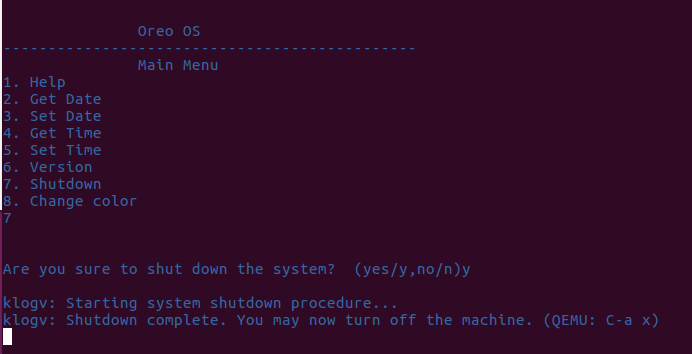 Oreo OS
----------------------------------------------
Main Menu
1. Help
2. Get Date
3. Set Date
4. Get Time
5. Set Time
6. Version
7. Shutdown
8. Change color
7
Are you sure to shut down the system?  (yes/y,no/n)y
klogv: Starting system shutdown procedure...
klogv: Shutdown complete. You may now turn off the machine. (QEMU: C-a x)